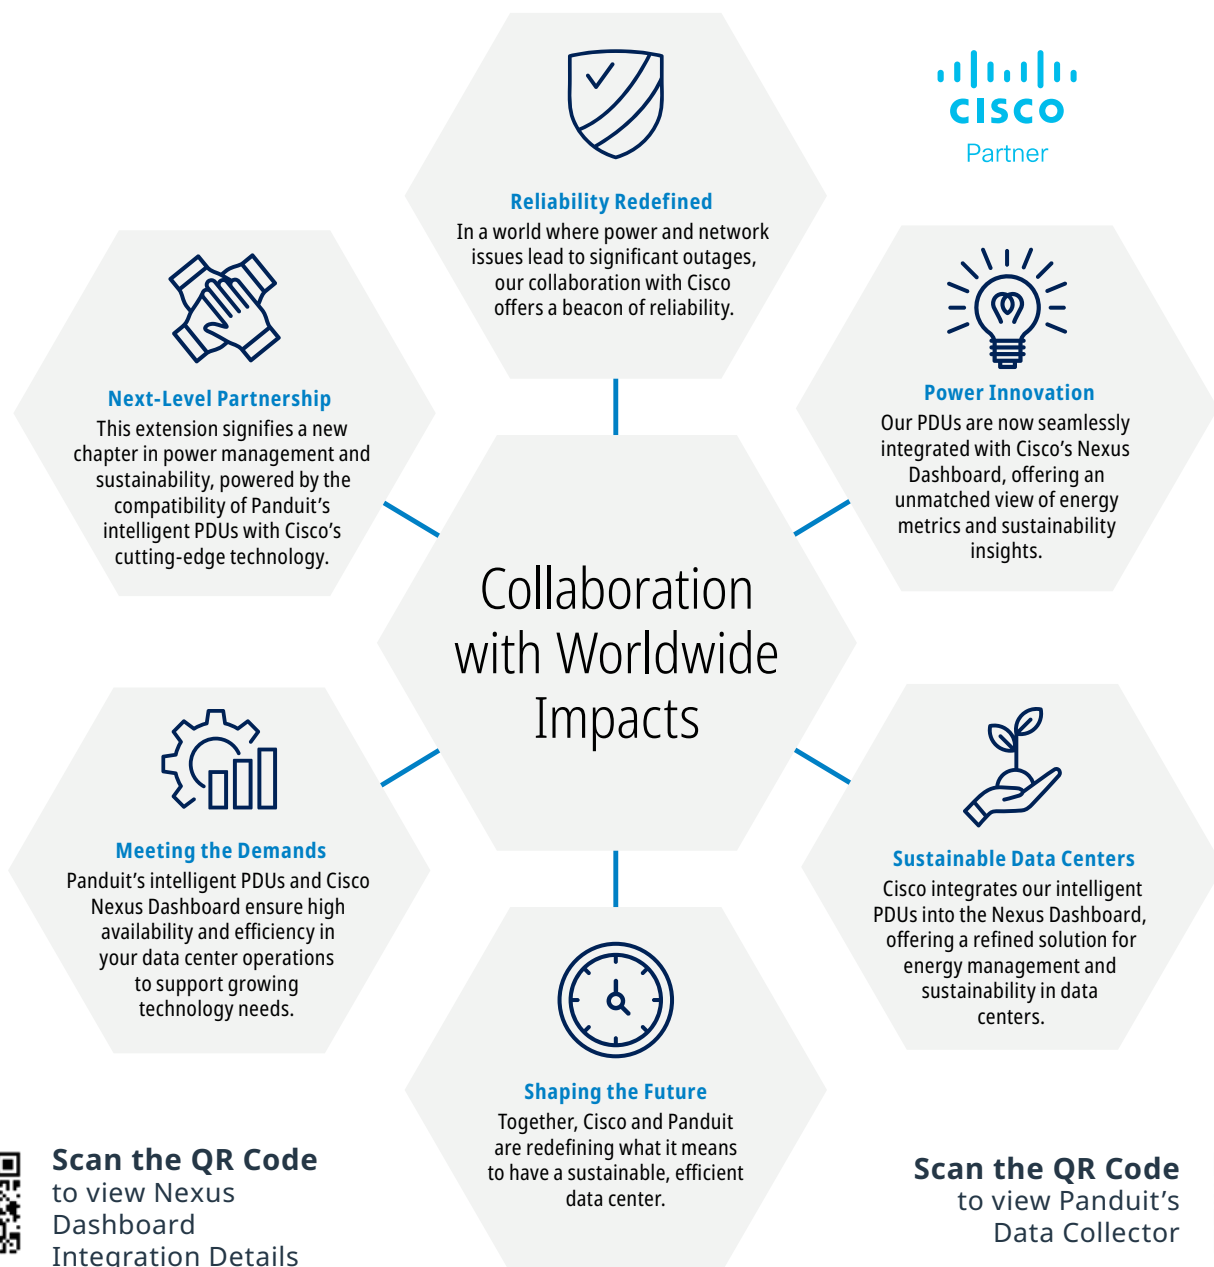 CISCO
Partner
Reliability Redefined
In a world where power and network
issues lead to significant outages,
our collaboration with Cisco
offers a beacon of reliability.
Next-Level Partnership
This extension signifies a new
chapter in power management and
sustainability, powered by the
compatibility of Panduit's
intelligent PDUs with Cisco's
cutting-edge technology.
Power Innovation
Our PDUs are now seamlessly
integrated with Cisco's Nexus
Dashboard, offering an
unmatched view of energy
metrics and sustainability
insights.
Collaboration
with Worldwide
Impacts
Meeting the Demands
Panduit's intelligent PDUs and Cisco
Nexus Dashboard ensure high
availability and efficiency in
your data center operations
to support growing
technology needs.
Sustainable Data Centers
Cisco integrates our intelligent
PDUs into the Nexus Dashboard,
offering a refined solution for
energy management and
sustainability in data
centers.
Shaping the Future
Together, Cisco and Panduit
are redefining what it means
to have a sustainable, efficient
data center.
Scan the QR Code
to view Nexus
Dashboard
Integration Details
Scan the QR Code
to view Panduit's
Data Collector